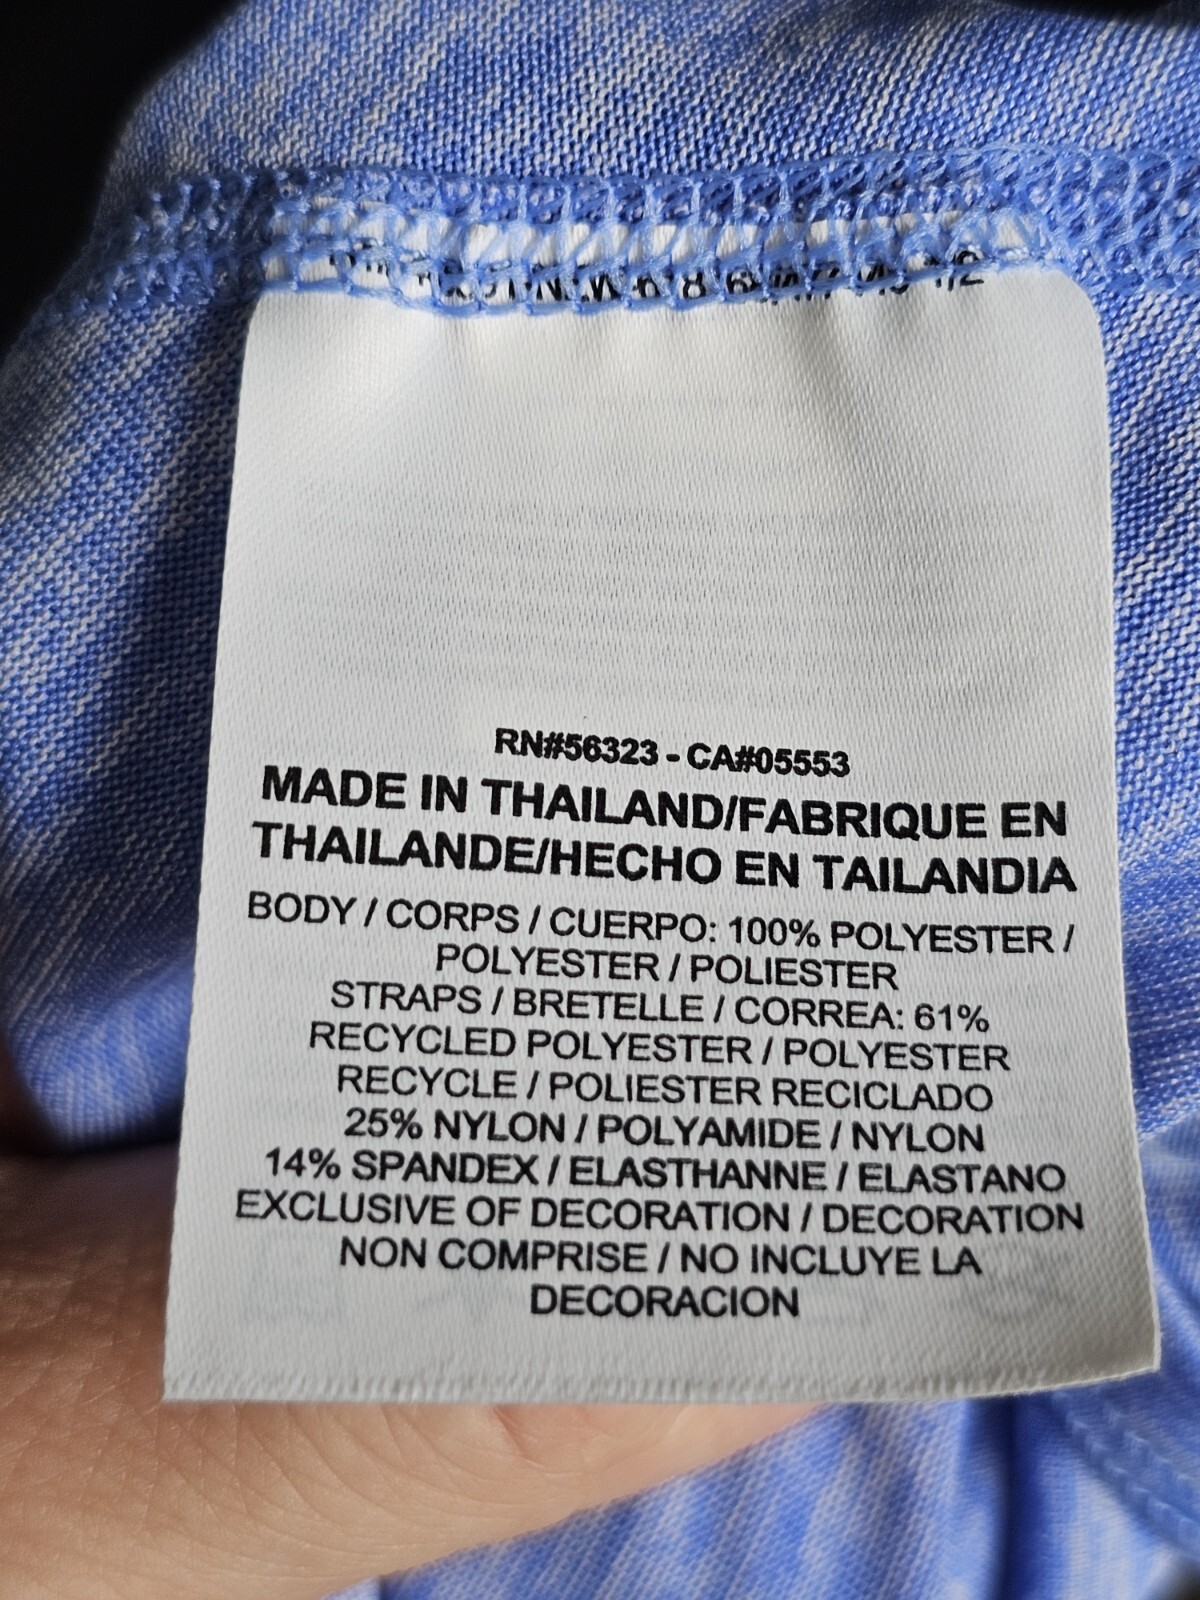 RN#56323 - CA#05553
MADE IN THAILAND/FABRIQUE EN
THAILANDE/HECHO EN TAILANDIA
BODY / CORPS / CUERPO: 100% POLYESTER /
POLYESTER / POLIESTER
STRAPS / BRETELLE / CORREA: 61%
RECYCLED POLYESTER / POLYESTER
RECYCLE / POLIESTER RECICLADO
25% NYLON / POLYAMIDE / NYLON
14% SPANDEX / ELASTHANNE / ELASTANO
EXCLUSIVE OF DECORATION / DECORATION
NON COMPRISE / NO INCLUYE LA
DECORACION